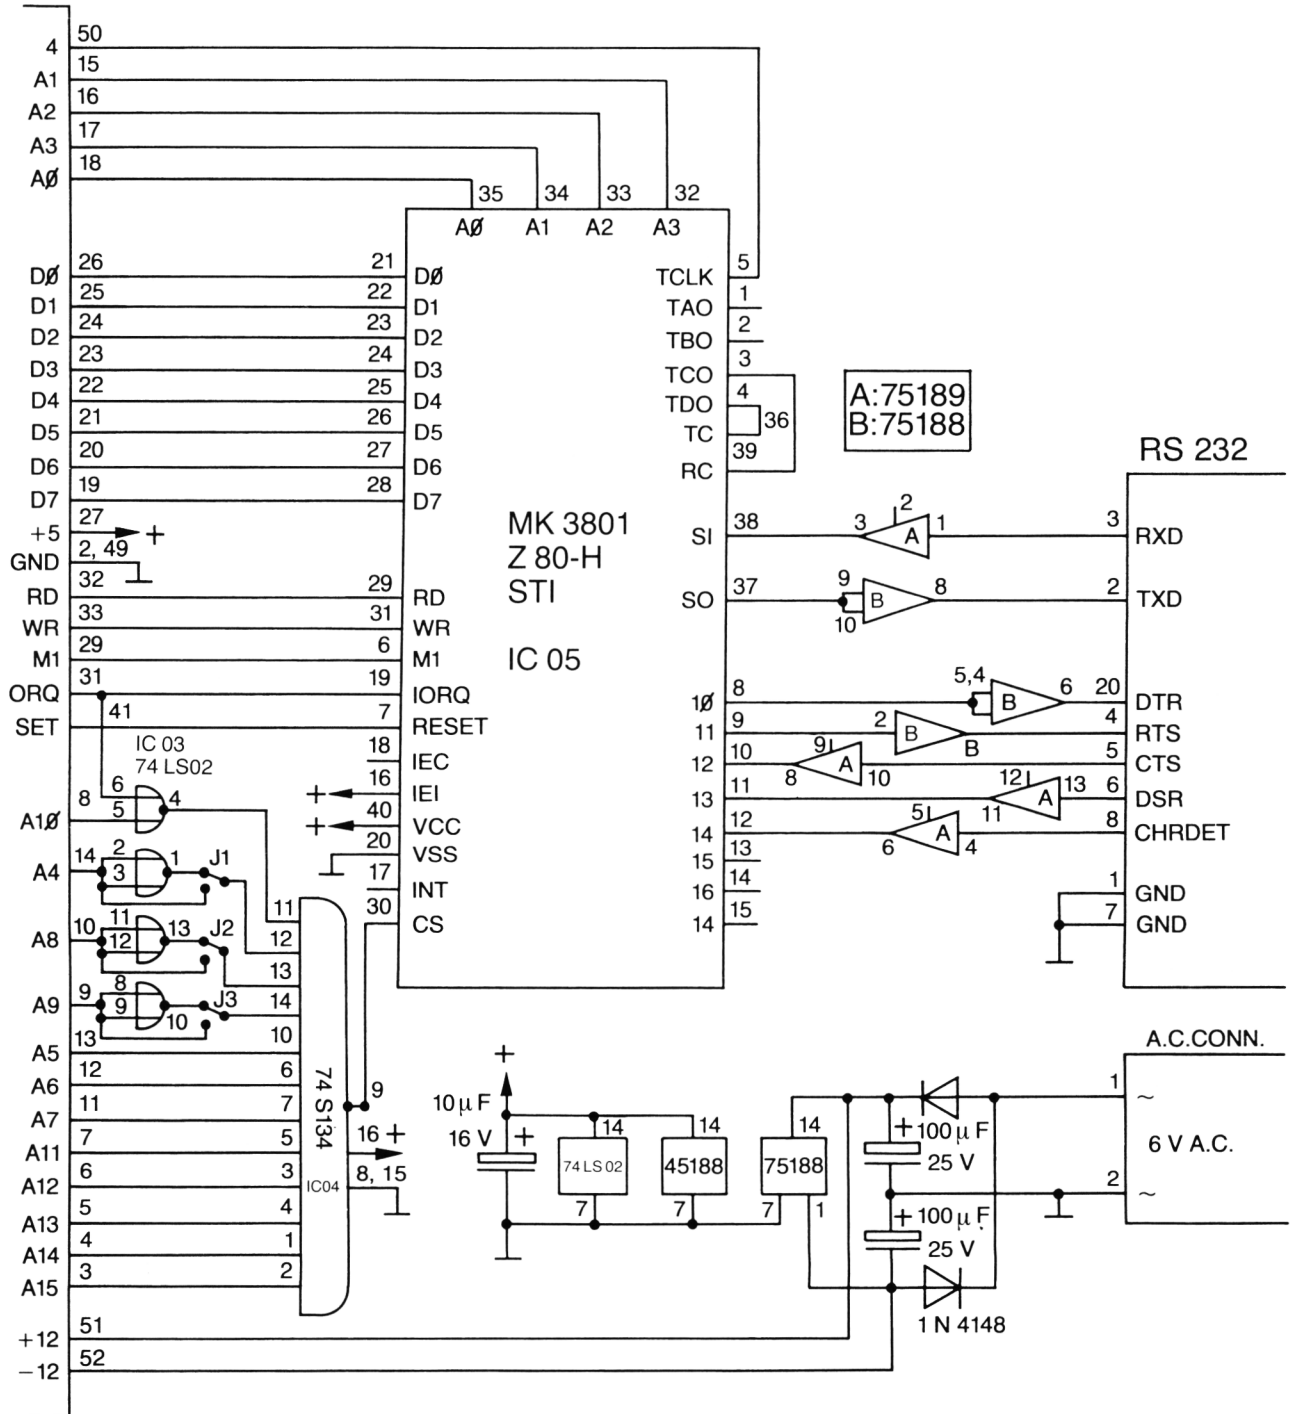 4 50
A1 15
A2 16
A3 17
AØ 18
35 34 33 32
AØ A1 A2 A3
DØ 26 21 DØ
D1 25 22 D1
D2 24 23 D2
D3 23 24 D3
D4 22 25 D4
D5 21 26 D5
D6 20 27 D6
D7 19 28 D7
+5 27 +
GND 2, 49
RD 32 29 RD
WR 33 31 WR
M1 29 6 M1
ORQ 31 19 IORQ
SET 41 7 RESET
18 IEC
+ 16 IEI
+ 40 VCC
20 VSS
17 INT
30 CS
MK 3801
Z 80-H
STI
IC 05
TCLK 5
TAO 1
TBO 2
TCO 3
TDO 4
TC 36
RC 39
SI 38
SO 37
1Ø 8
11 9
12 10
13 11
14 12
15 13
16 14
14 15
A:75189
B:75188
RS 232
3 2 A 1 3 RXD
9 10 B 8 2 TXD
5,4 B 6 20 DTR
2 B B 4 RTS
8 9 A 10 5 CTS
11 12 A 13 6 DSR
6 5 A 4 8 CHRDET
1 GND
7 GND
IC 03
74 LS02
6
A1Ø 8 5 4
A4 14 2 3 1 J1
A8 10 11 12 13 J2
A9 9 8 9 10 J3
11
12
13
14
A5 13 10
A6 12 6
A7 11 7
A11 7 5
A12 6 3
A13 5 4
A14 4 1
A15 3 2
+12 51
−12 52
74 S134
IC04
9
16 +
8, 15
+
10 µ F
16 V +
14 74 LS 02 7
14 45188 7
14 75188 7 1
+ 100 µ F
25 V
+ 100 µ F
25 V
1 N 4148
A.C.CONN.
1 ~
6 V A.C.
2 ~